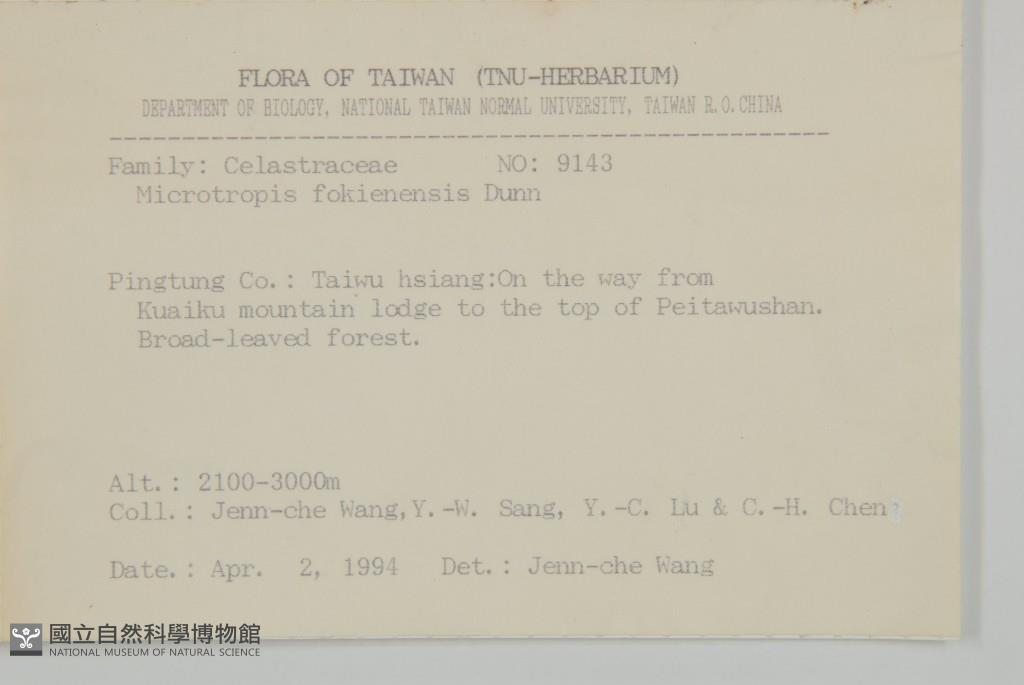 FLORA OF TAIWAN (TNU-HERBARIUM)
DEPARTMENT OF BIOLOGY, NATIONAL TAIWAN NORMAL UNIVERSITY, TAIWAN R.O.CHINA
Family: Celastraceae NO: 9143
Microtropis fokienensis Dunn
Pingtung Co.: Taiwu hsiang:On the way from
Kuaiku mountain lodge to the top of Peitawushan.
Broad-leaved forest.
Alt.: 2100-3000m
Coll.: Jenn-che Wang,Y.-W. Sang, Y.-C. Lu & C.-H. Chen
Date.: Apr. 2, 1994 Det.: Jenn-che Wang
國立自然科學博物館
NATIONAL MUSEUM OF NATURAL SCIENCE